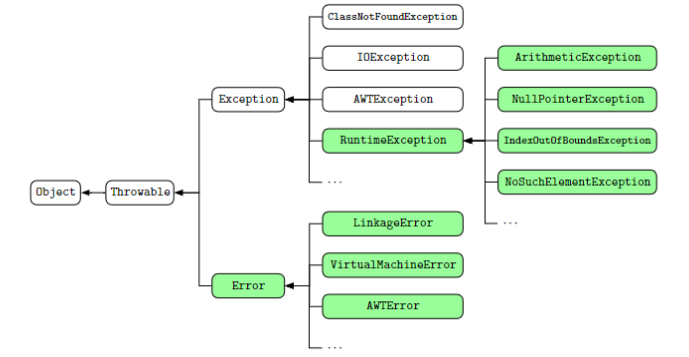 ClassNotFoundException
IOException
ArithmeticException
Exception
AWTException
NullPointerException
RuntimeException
IndexOutOfBoundsException
...
NoSuchElementException
Object
Throwable
...
LinkageError
VirtualMachineError
Error
AWTError
...